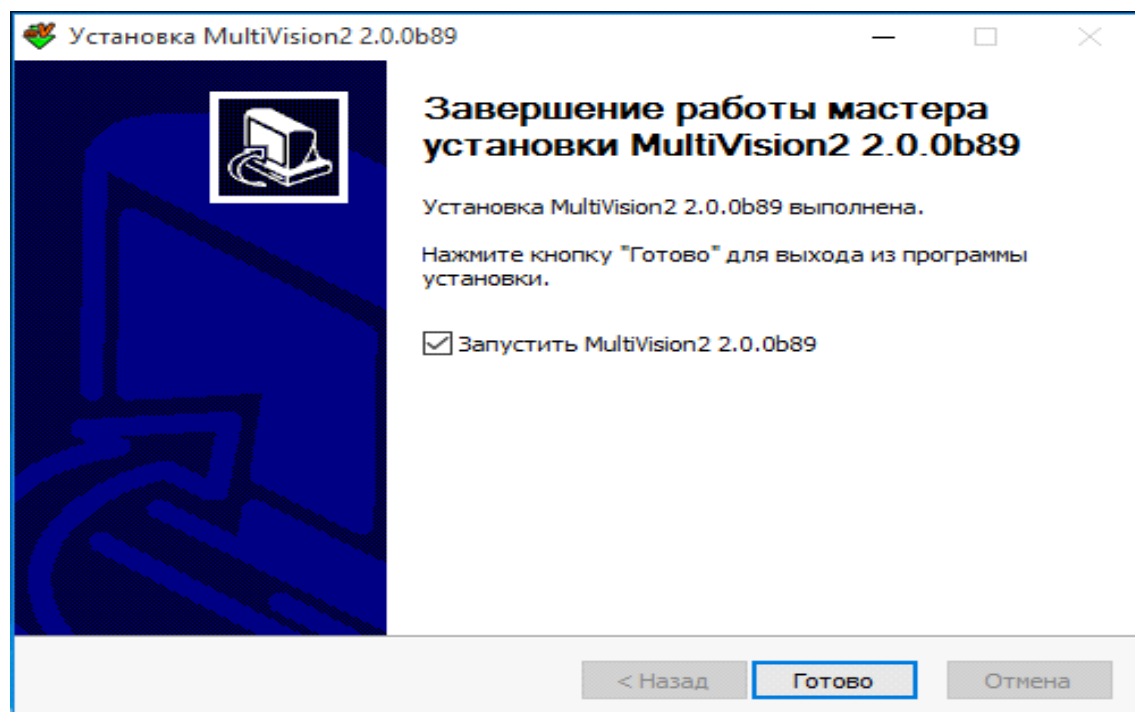 Установка MultiVision2 2.0.0b89
Завершение работы мастера
установки MultiVision2 2.0.0b89
Установка MultiVision2 2.0.0b89 выполнена.
Нажмите кнопку "Готово" для выхода из программы
установки.
Запустить MultiVision2 2.0.0b89
< Назад
Готово
Отмена